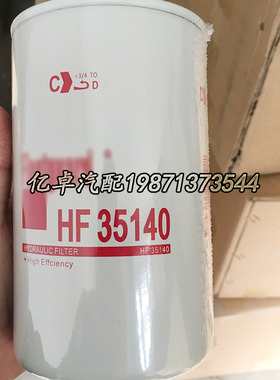 C +3/4 TO D
亿卓汽配19871373544
HF 35140
HYDRAULIC FILTER HF 35140
• High Effciency